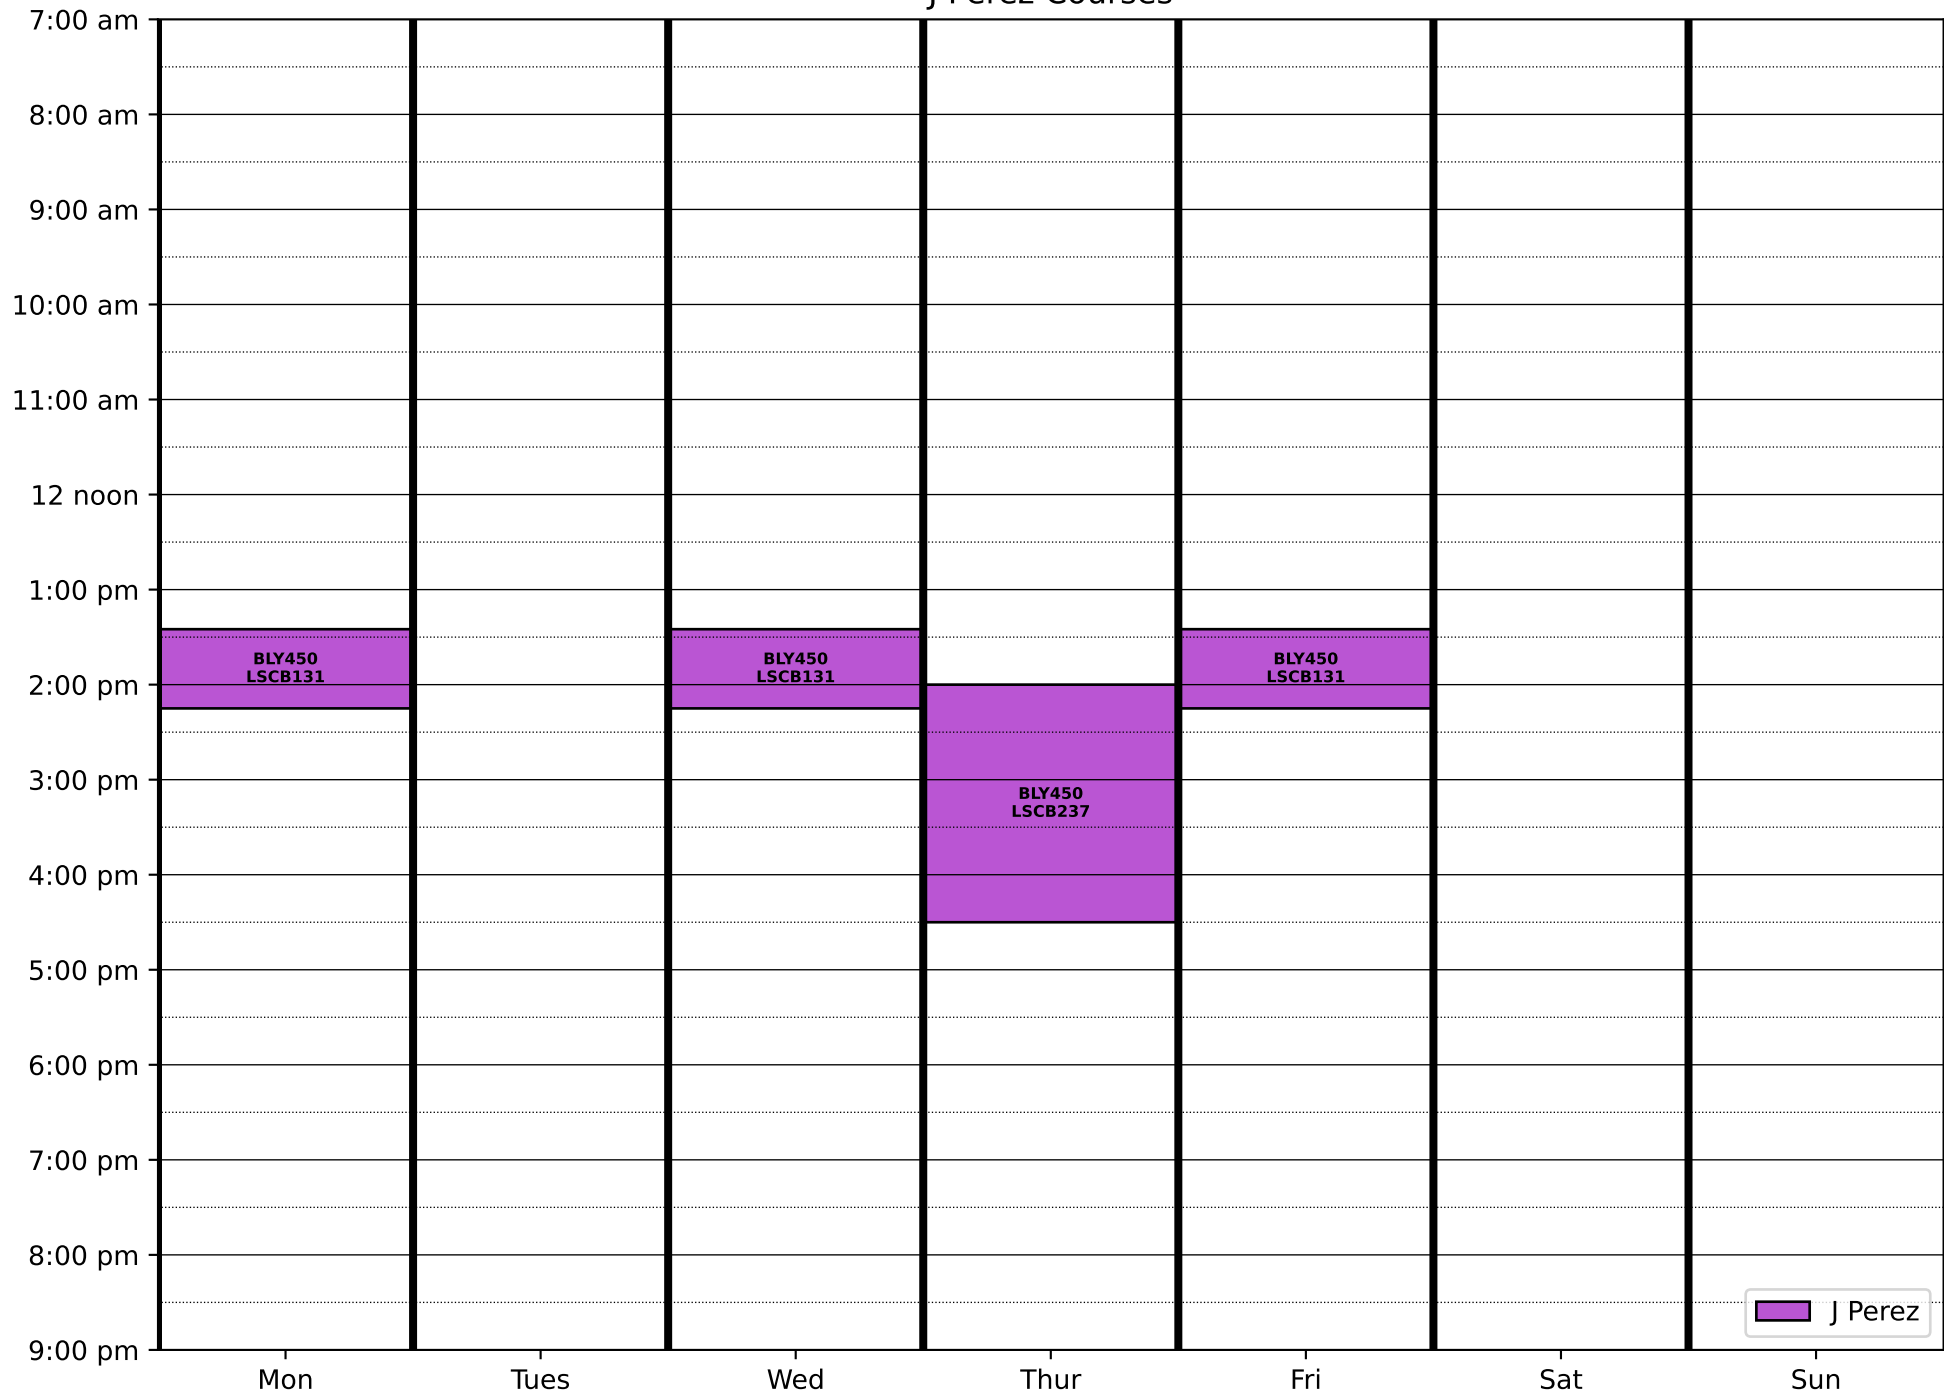 J Perez Courses
7:00 am
8:00 am
9:00 am
10:00 am
11:00 am
12 noon
1:00 pm
2:00 pm
3:00 pm
4:00 pm
5:00 pm
6:00 pm
7:00 pm
8:00 pm
9:00 pm
BLY450
LSCB131
BLY450
LSCB131
BLY450
LSCB237
BLY450
LSCB131
J Perez
Mon
Tues
Wed
Thur
Fri
Sat
Sun